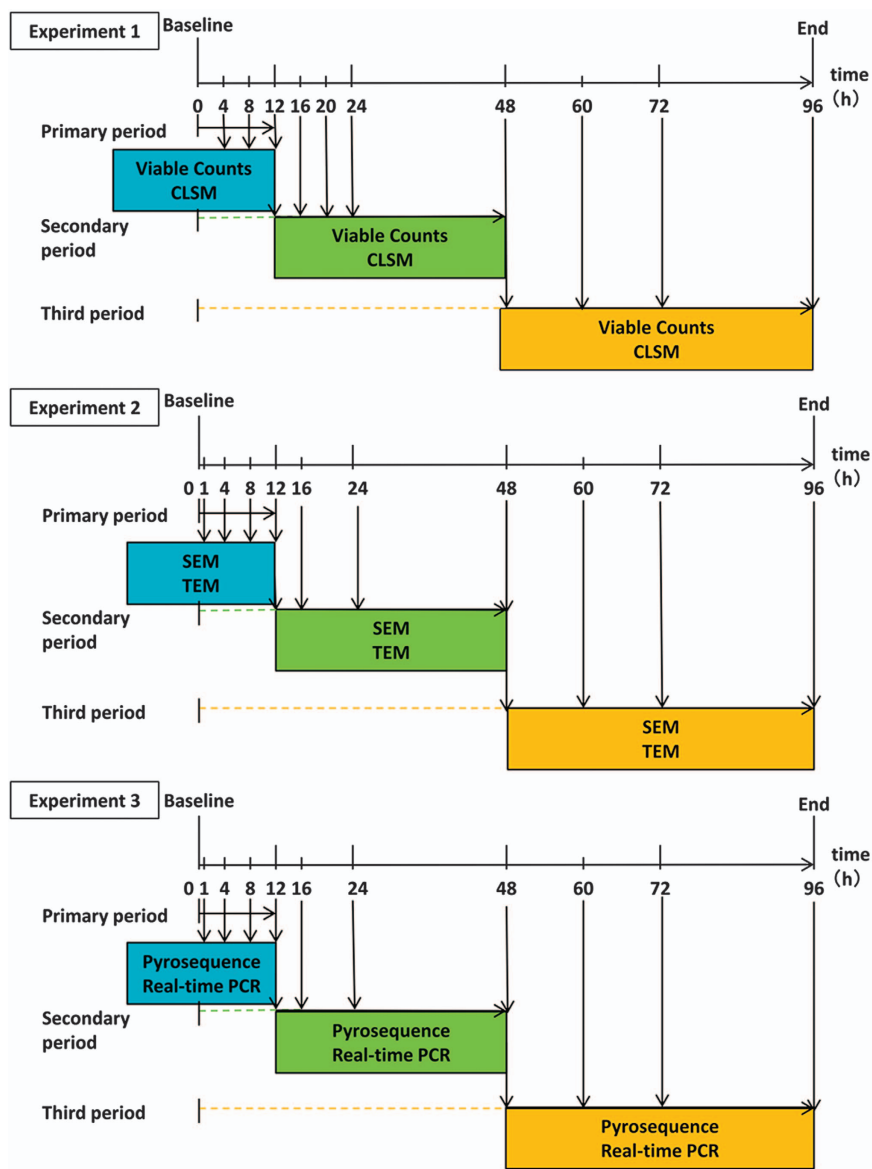 Experiment 1
Baseline
End
time
(h)
0 4 8 12 16 20 24 48 60 72 96
Primary period
Viable Counts
CLSM
Secondary
period
Viable Counts
CLSM
Third period
Viable Counts
CLSM
Experiment 2
Baseline
End
time
(h)
0 1 4 8 12 16 24 48 60 72 96
Primary period
SEM
TEM
Secondary
period
SEM
TEM
Third period
SEM
TEM
Experiment 3
Baseline
End
time
(h)
0 1 4 8 12 16 24 48 60 72 96
Primary period
Pyrosequence
Real-time PCR
Secondary
period
Pyrosequence
Real-time PCR
Third period
Pyrosequence
Real-time PCR